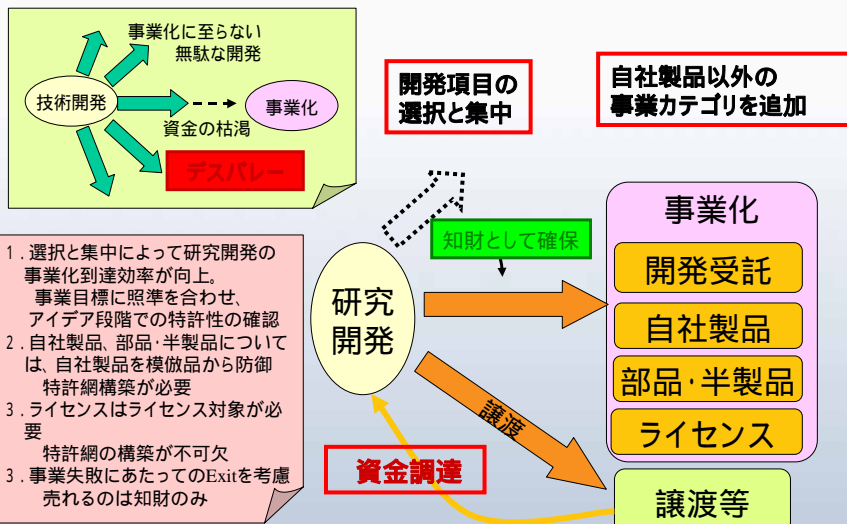 事業化に至らない
無駄な開発
技術開発
事業化
資金の枯渇
デスバレー
開発項目の
選択と集中
自社製品以外の
事業カテゴリを追加
1．選択と集中によって研究開発の
事業化到達効率が向上。
事業目標に照準を合わせ、
アイデア段階での特許性の確認
2．自社製品、部品・半製品について
は、自社製品を模倣品から防御
特許網構築が必要
3．ライセンスはライセンス対象が必
要
特許網の構築が不可欠
3．事業失敗にあたってのExitを考慮
売れるのは知財のみ
研究
開発
知財として確保
譲渡
資金調達
事業化
開発受託
自社製品
部品・半製品
ライセンス
譲渡等